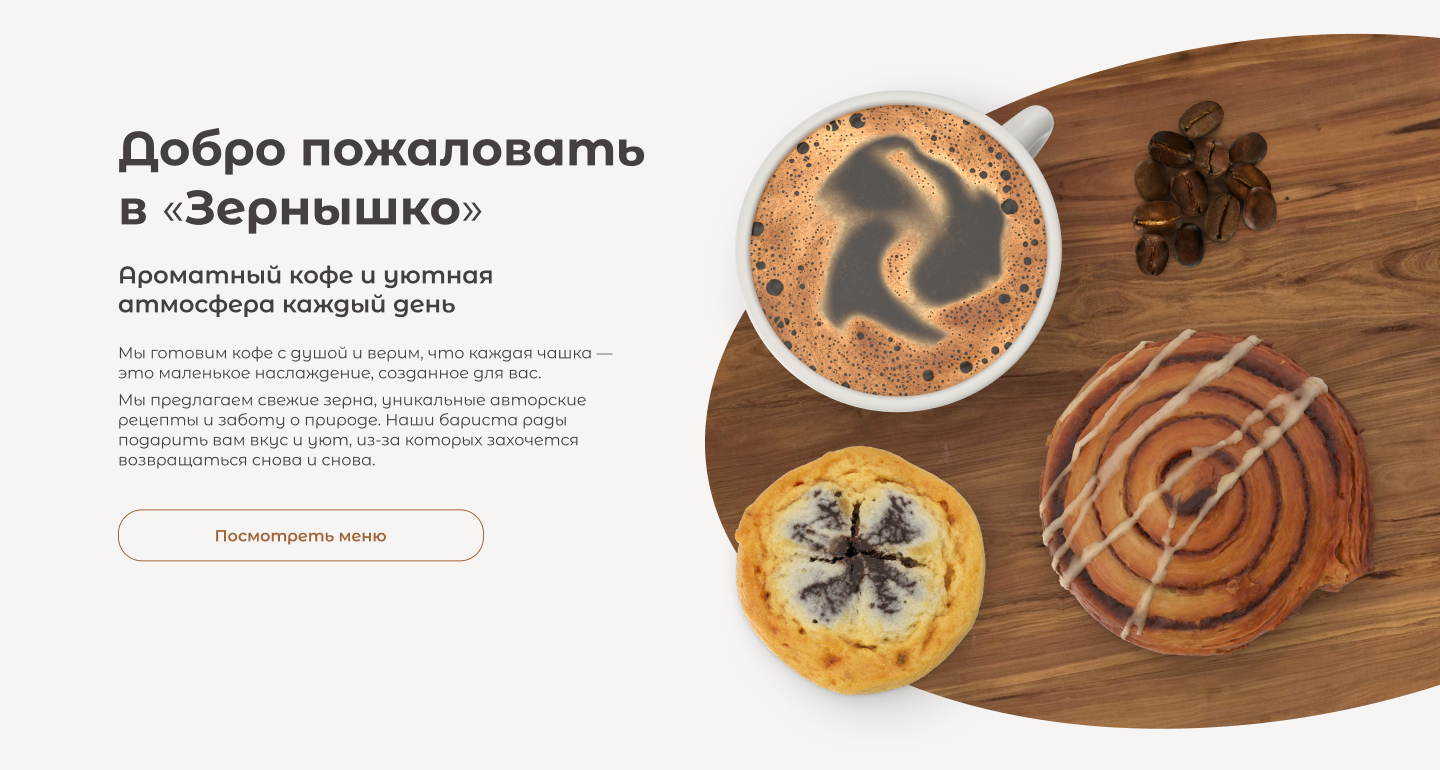 Добро пожаловать
в «Зернышко»
Ароматный кофе и уютная
атмосфера каждый день
Мы готовим кофе с душой и верим, что каждая чашка —
это маленькое наслаждение, созданное для вас.
Мы предлагаем свежие зерна, уникальные авторские
рецепты и заботу о природе. Наши бариста рады
подарить вам вкус и уют, из-за которых захочется
возвращаться снова и снова.
Посмотреть меню